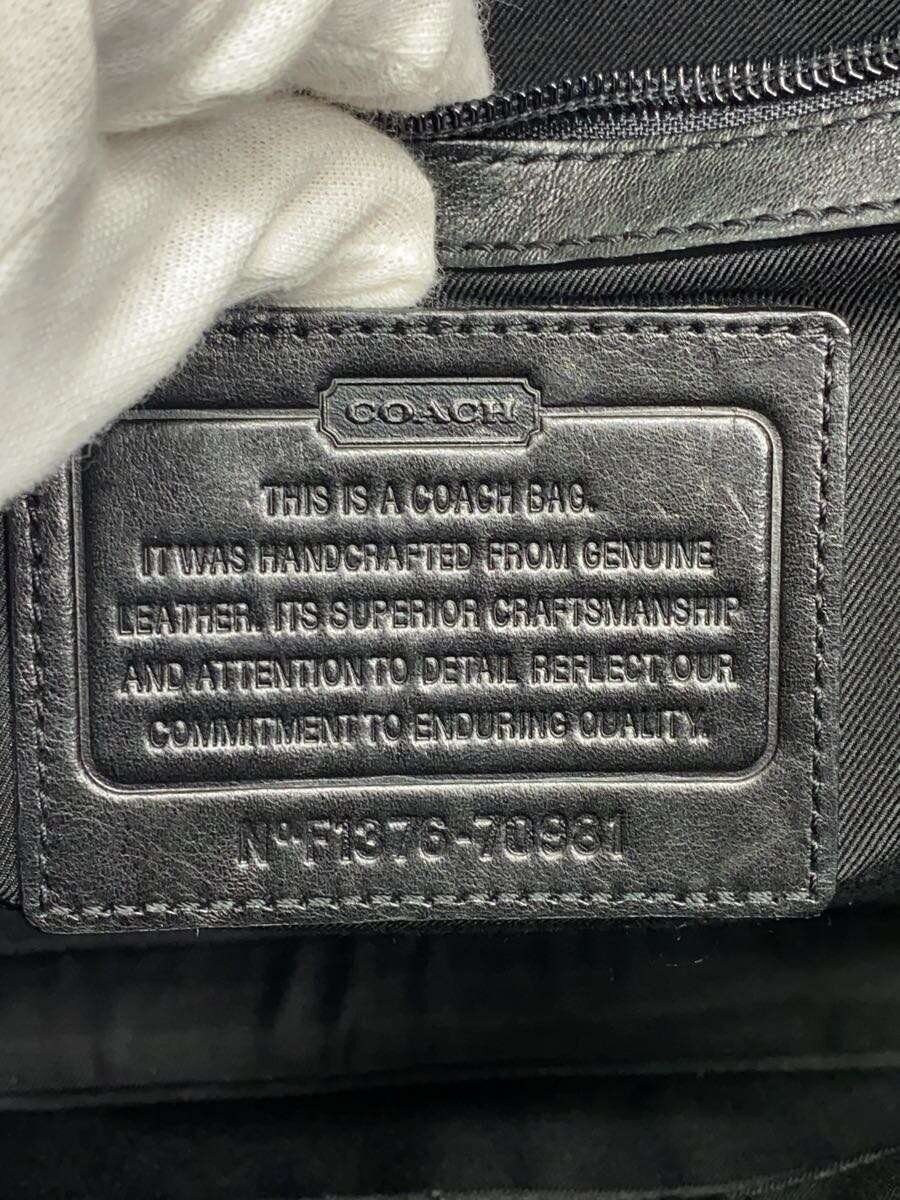 COACH
THIS IS A COACH BAG.
IT WAS HANDCRAFTED FROM GENUINE
LEATHER. ITS SUPERIOR CRAFTSMANSHIP
AND ATTENTION TO DETAIL REFLECT OUR
COMMITMENT TO ENDURING QUALITY.
Nº F1376-70981